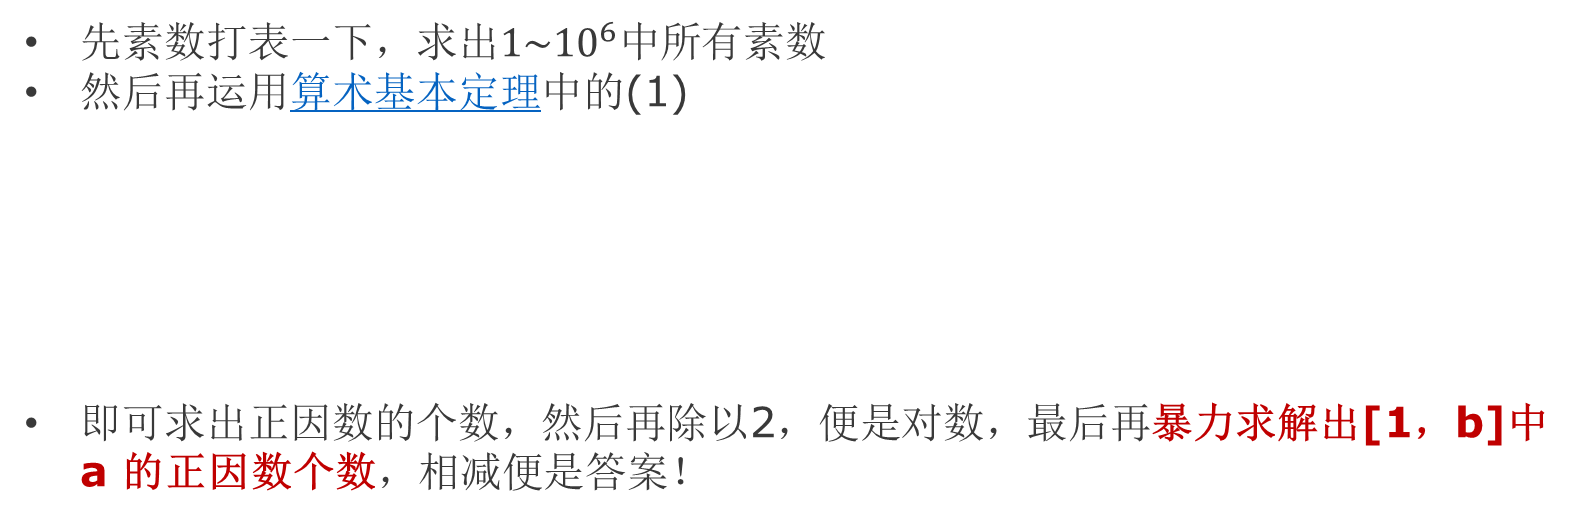 • 先素数打表一下，求出1~10⁶中所有素数
• 然后再运用算术基本定理中的(1)
• 即可求出正因数的个数，然后再除以2，便是对数，最后再暴力求解出[1，b]中
a 的正因数个数，相减便是答案！